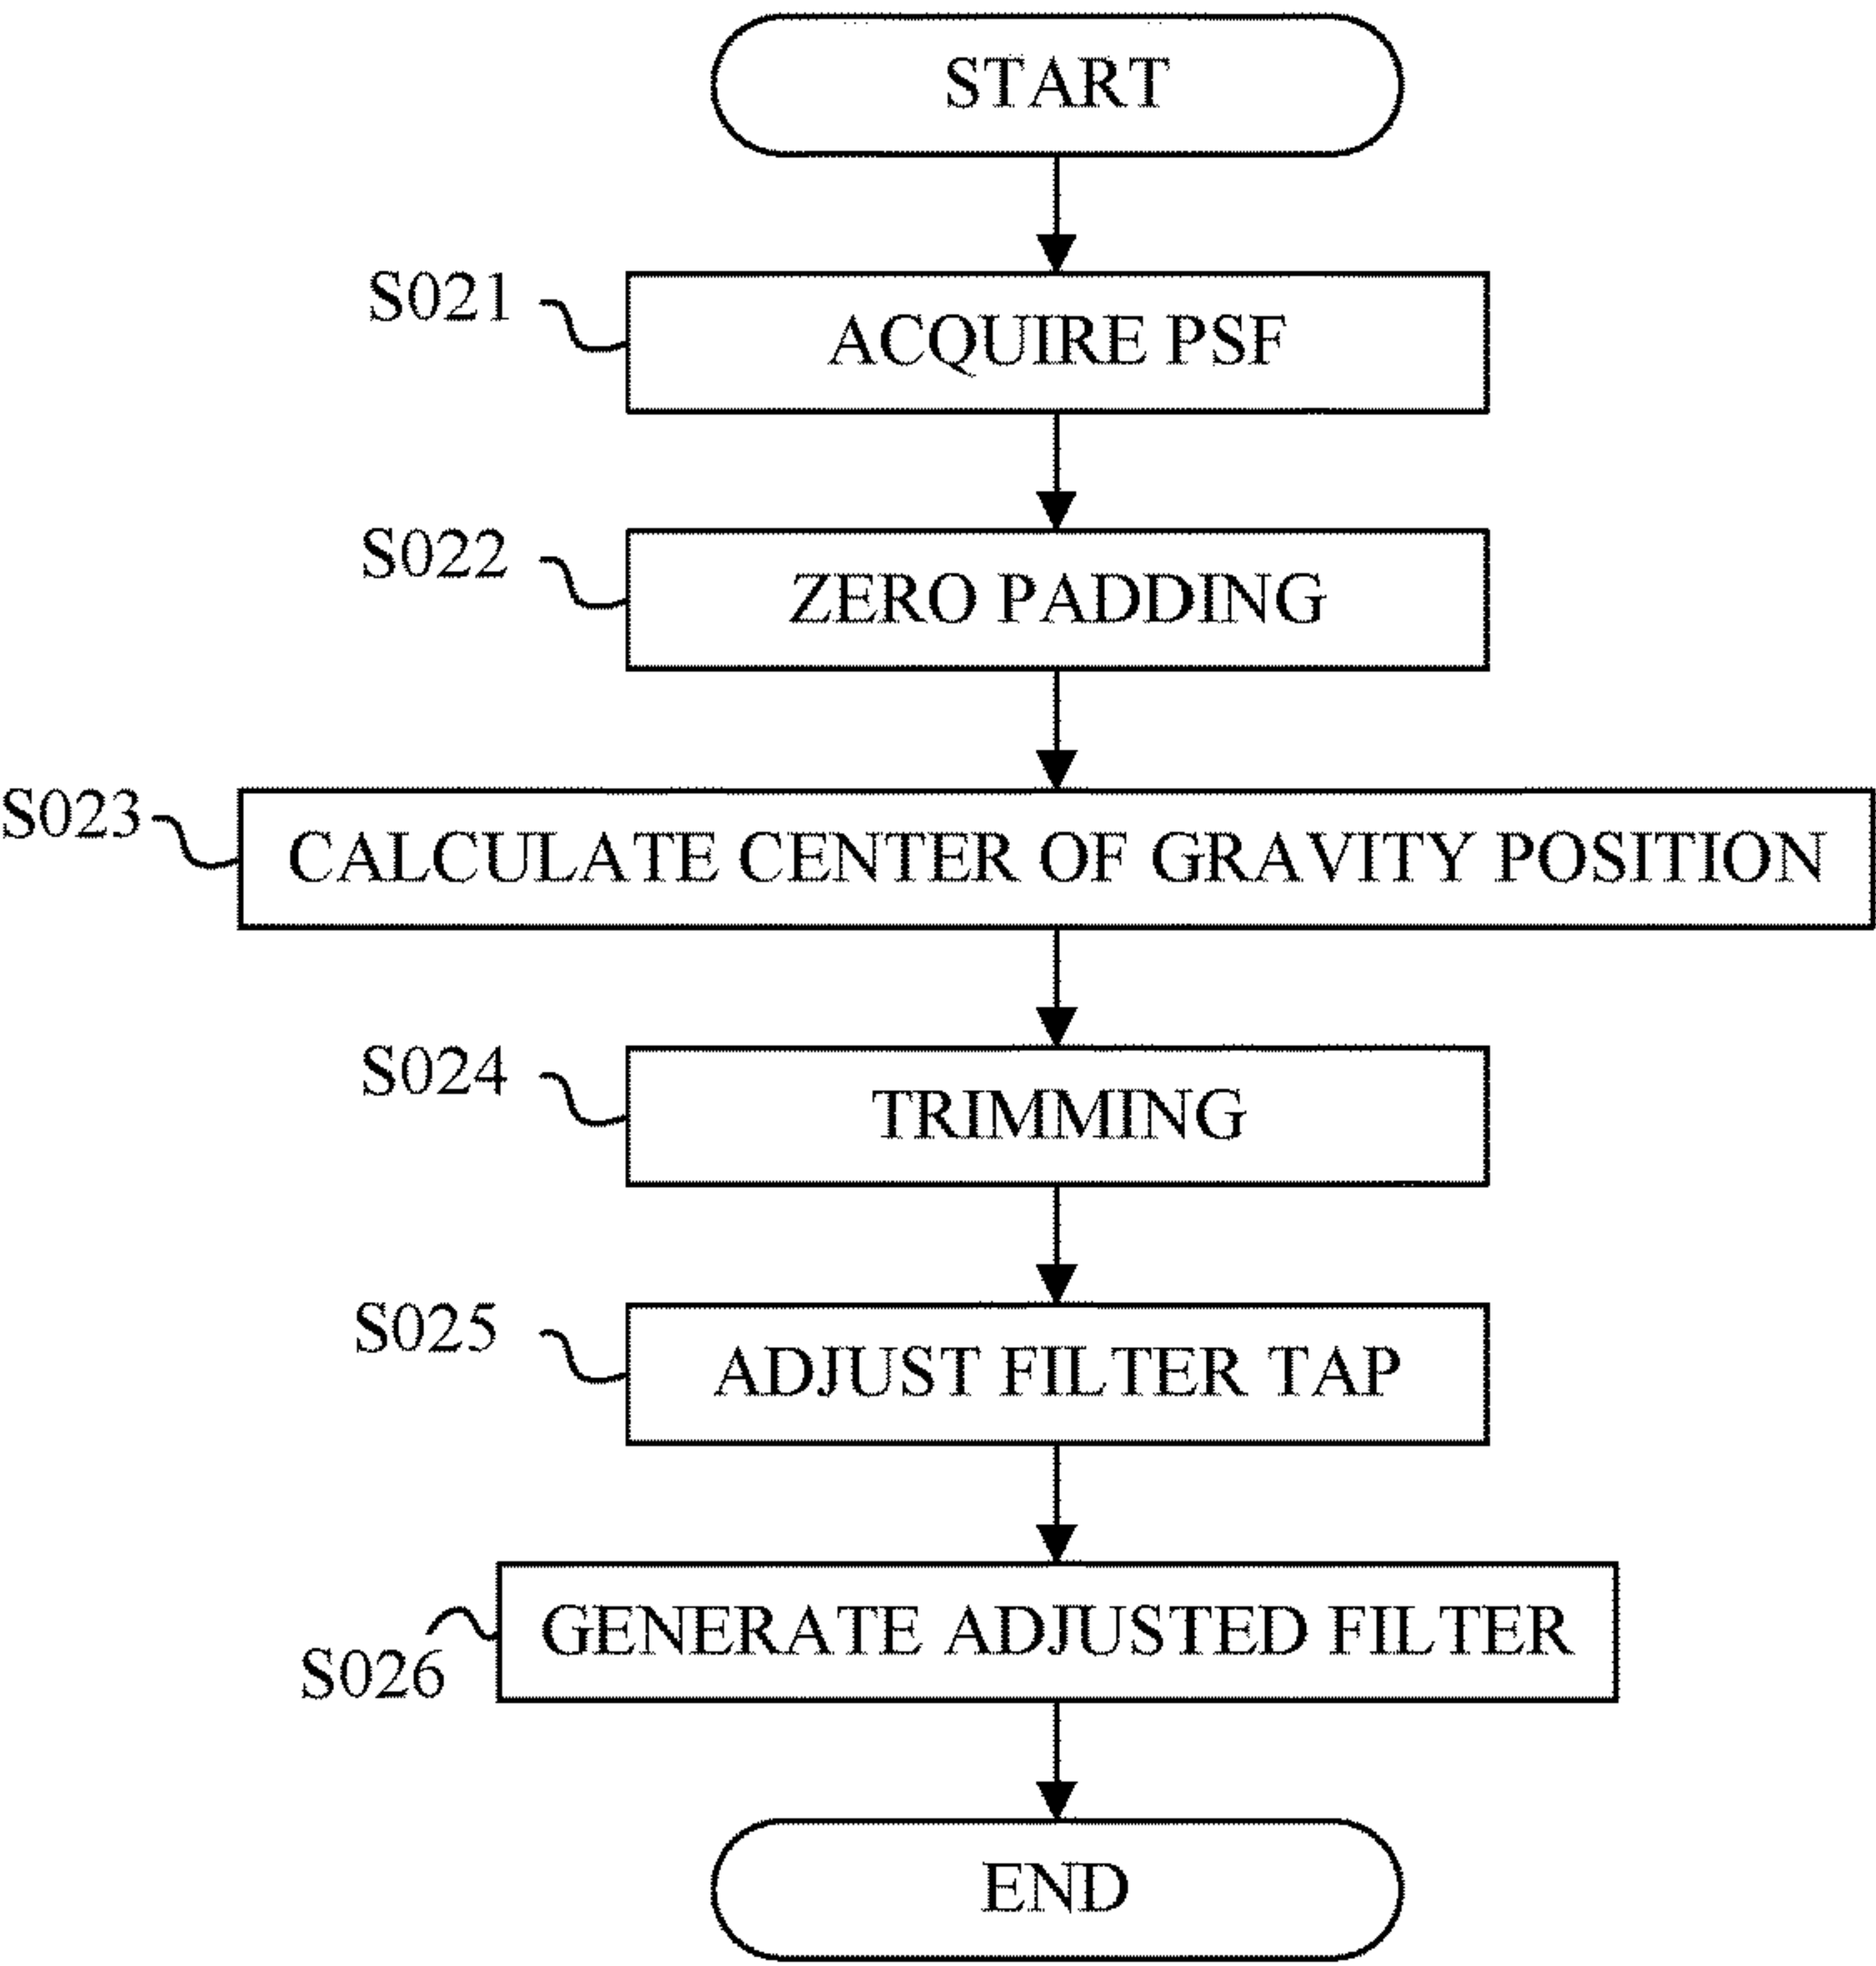 START
S021
ACQUIRE PSF
S022
ZERO PADDING
S023
CALCULATE CENTER OF GRAVITY POSITION
S024
TRIMMING
S025
ADJUST FILTER TAP
S026
GENERATE ADJUSTED FILTER
END